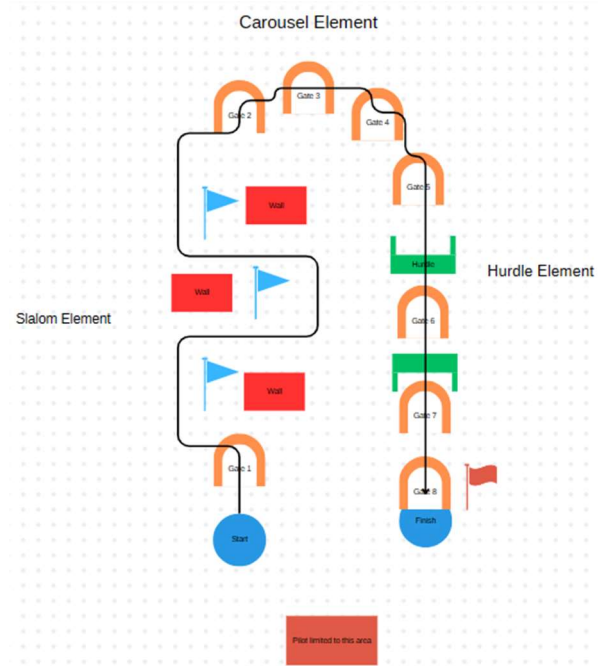 Carousel Element
Gate 3
Gate 2
Gate 4
Gate 5
Wall
Hurdle
Hurdle Element
Wall
Slalom Element
Gate 6
Wall
Gate 7
Gate 1
Gate 8
Finish
Start
Pilot limited to this area